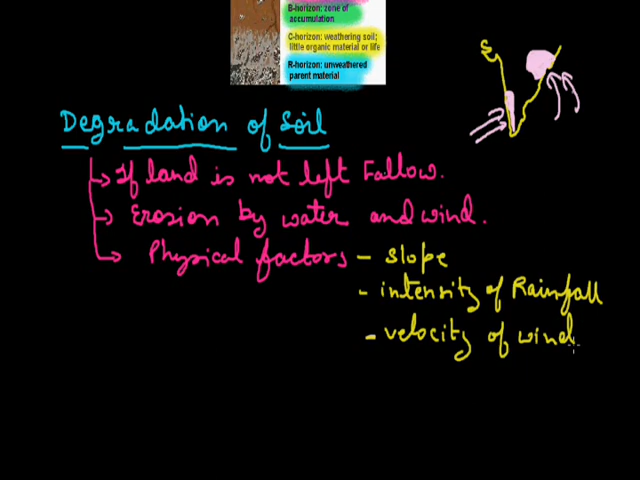 B-horizon: zone of
accumulation
C-horizon: weathering soil;
little organic material or life
R-horizon: unweathered
parent material
Degradation of Soil
If land is not left Fallow.
Erosion by water and wind.
Physical factors - slope
- intensity of Rainfall
- velocity of wind